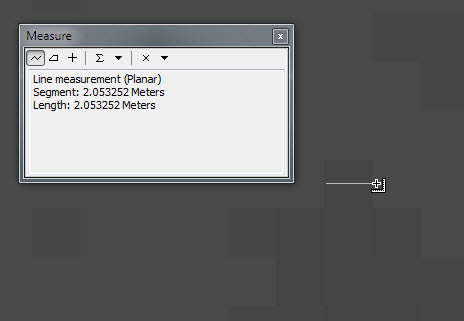 Measure
Line measurement (Planar)
Segment: 2.053252 Meters
Length: 2.053252 Meters